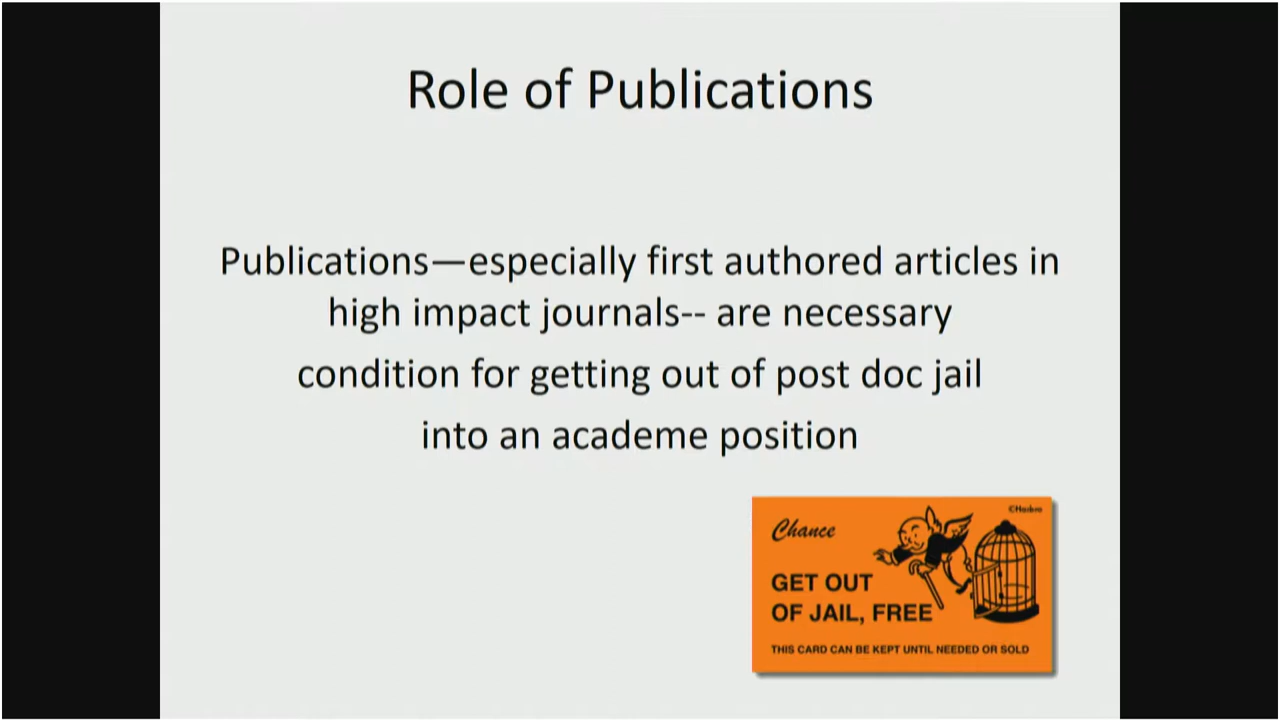 Role of Publications
Publications—especially first authored articles in
high impact journals-- are necessary
condition for getting out of post doc jail
into an academe position
©Hasbro
Chance
GET OUT
OF JAIL, FREE
THIS CARD CAN BE KEPT UNTIL NEEDED OR SOLD